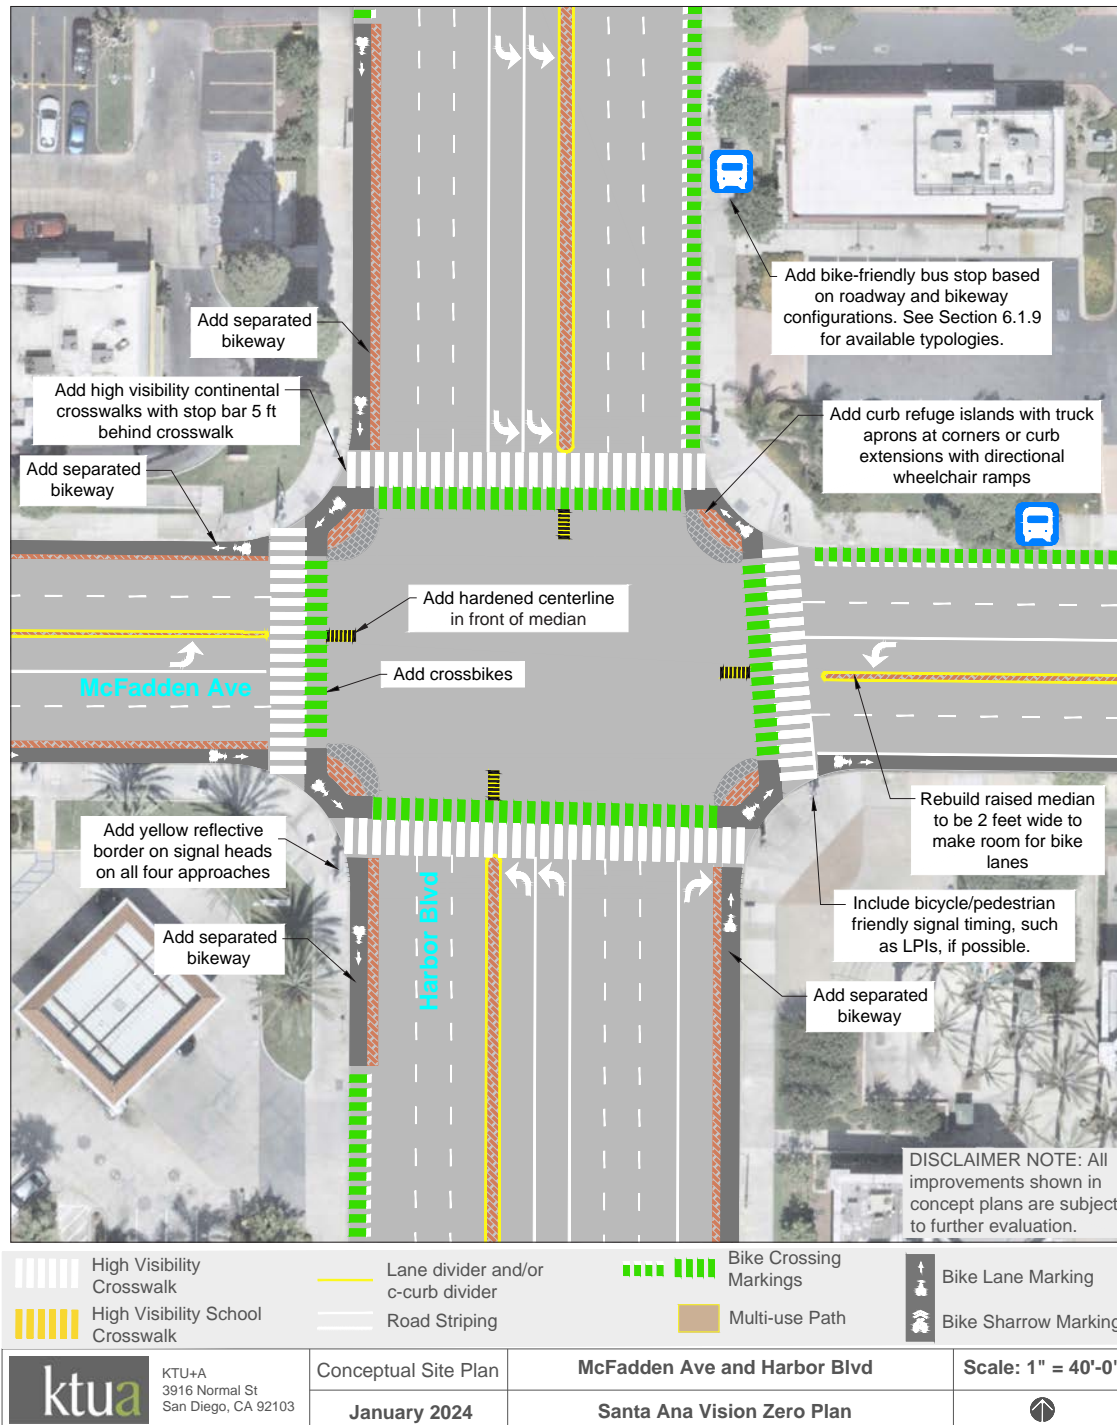 Add bike-friendly bus stop based
on roadway and bikeway
configurations. See Section 6.1.9
for available typologies.
Add separated
bikeway
Add high visibility continental
crosswalks with stop bar 5 ft
behind crosswalk
Add curb refuge islands with truck
aprons at corners or curb
extensions with directional
wheelchair ramps
Add separated
bikeway
Add hardened centerline
in front of median
Add crossbikes
McFadden Ave
Rebuild raised median
to be 2 feet wide to
make room for bike
lanes
Add yellow reflective
border on signal heads
on all four approaches
Harbor Blvd
Include bicycle/pedestrian
friendly signal timing, such
as LPIs, if possible.
Add separated
bikeway
Add separated
bikeway
DISCLAIMER NOTE: All
improvements shown in
concept plans are subject
to further evaluation.
High Visibility
Crosswalk
High Visibility School
Crosswalk
Lane divider and/or
c-curb divider
Road Striping
Bike Crossing
Markings
Multi-use Path
Bike Lane Marking
Bike Sharrow Marking
ktua
KTU+A
3916 Normal St
San Diego, CA 92103
Conceptual Site Plan
January 2024
McFadden Ave and Harbor Blvd
Santa Ana Vision Zero Plan
Scale: 1" = 40'-0"